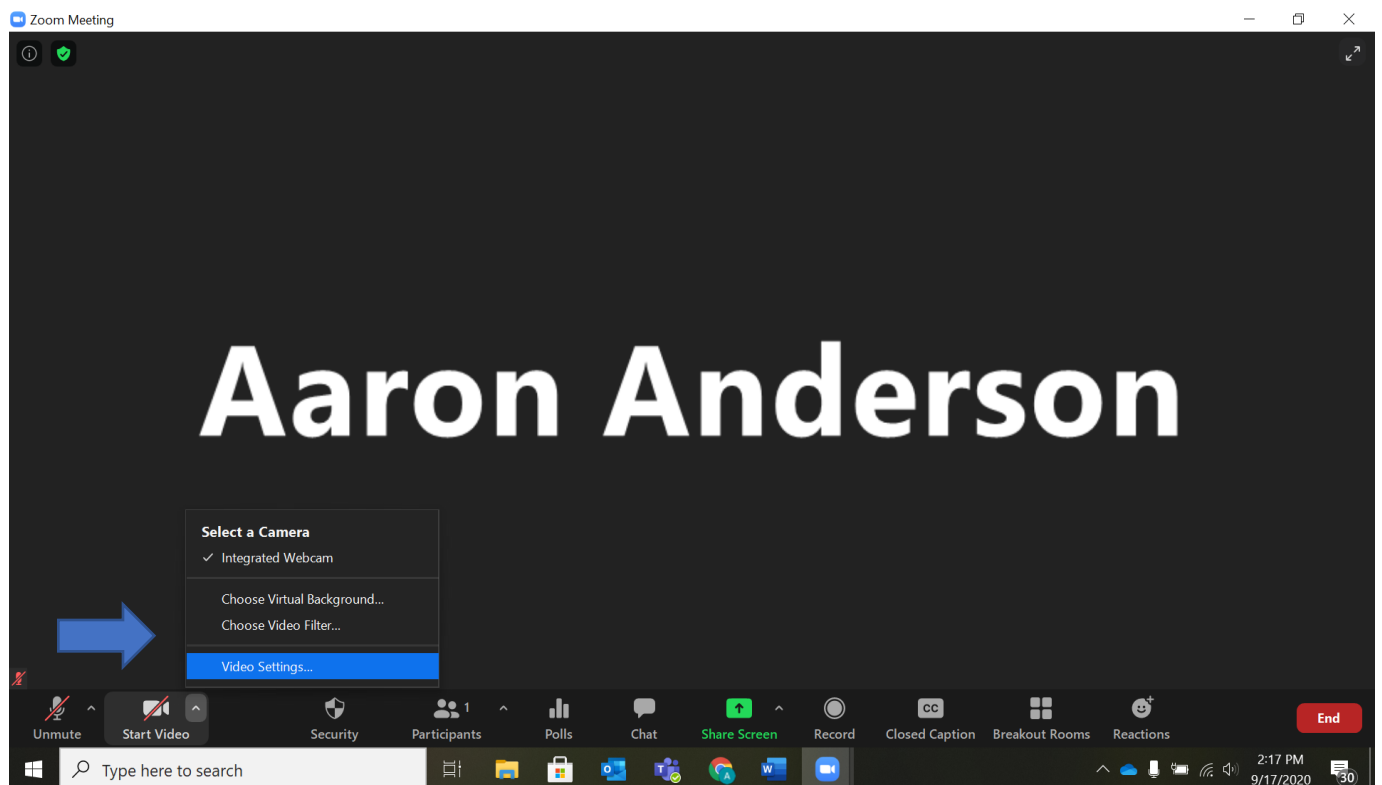 Zoom Meeting
Aaron Anderson
Select a Camera
Integrated Webcam
Choose Virtual Background...
Choose Video Filter...
Video Settings...
Unmute
Start Video
Security
1
Participants
Polls
Chat
Share Screen
Record
CC
Closed Caption
Breakout Rooms
Reactions
End
Type here to search
2:17 PM
9/17/2020
30